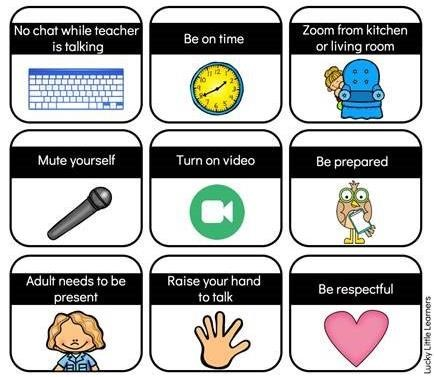 No chat while teacher
is talking
Be on time
Zoom from kitchen
or living room
Mute yourself
Turn on video
Be prepared
Adult needs to be
present
Raise your hand
to talk
Be respectful
Lucky Little Learners